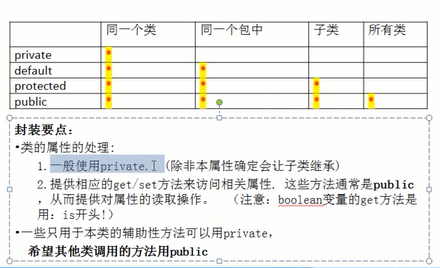 同一个类 同一个包中 子类 所有类
private *
default * *
protected * * *
public * * * *
封装要点：
•类的属性的处理：
1.一般使用private.（除非本属性确定会让子类继承）
2.提供相应的get/set方法来访问相关属性. 这些方法通常是public
，从而提供对属性的读取操作。 （注意：boolean变量的get方法是
用：is开头！）
•一些只用于本类的辅助性方法可以用private，
希望其他类调用的方法用public